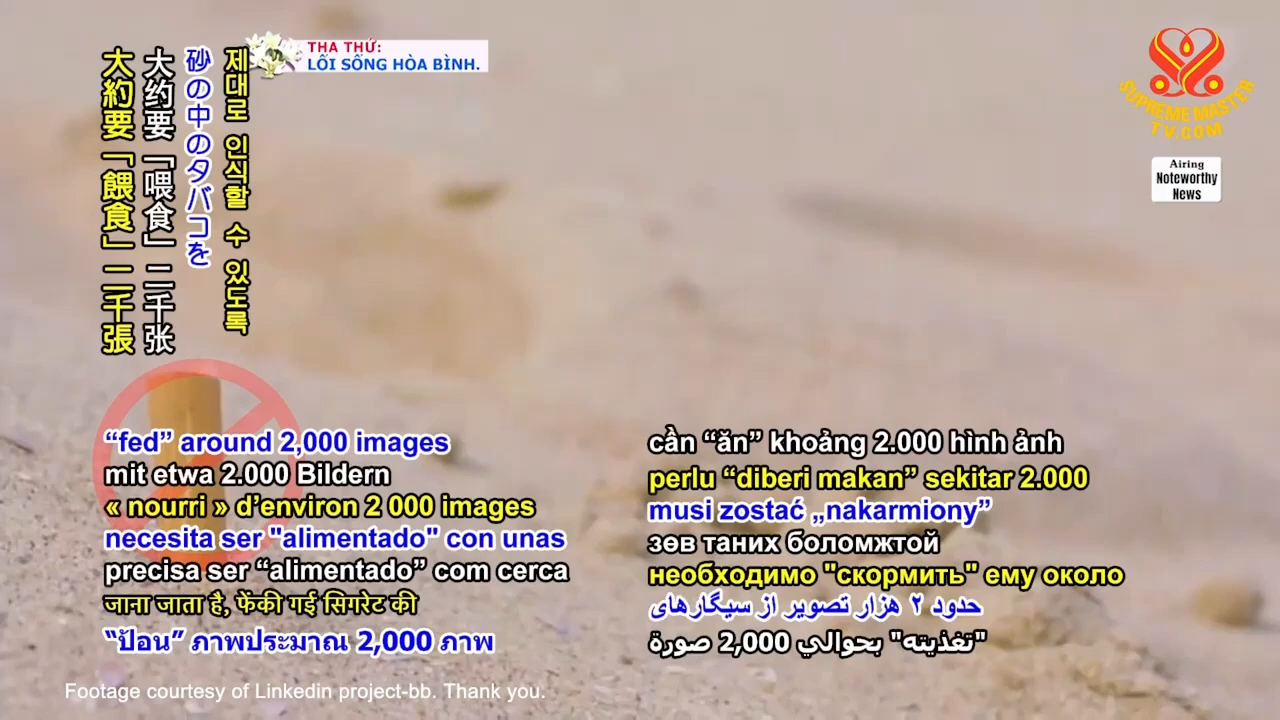 THA THỨ:
LỐI SỐNG HÒA BÌNH.
SUPREME MASTER
TV.COM
Airing
Noteworthy
News
제대로 인식할 수 있도록
砂の中のタバコを
大约要「喂食」二千张
大約要「餵食」二千張
“fed” around 2,000 images
mit etwa 2.000 Bildern
« nourri » d’environ 2 000 images
necesita ser "alimentado" con unas
precisa ser “alimentado” com cerca
जाना जाता है, फेंकी गई सिगरेट की
“ป้อน” ภาพประมาณ 2,000 ภาพ
cần “ăn” khoảng 2.000 hình ảnh
perlu “diberi makan” sekitar 2.000
musi zostać „nakarmiony”
зөв таних боломжтой
необходимо "скормить" ему около
حدود ۲ هزار تصویر از سیگارهای
"تغذيته" بحوالي 2,000 صورة
Footage courtesy of Linkedin project-bb. Thank you.